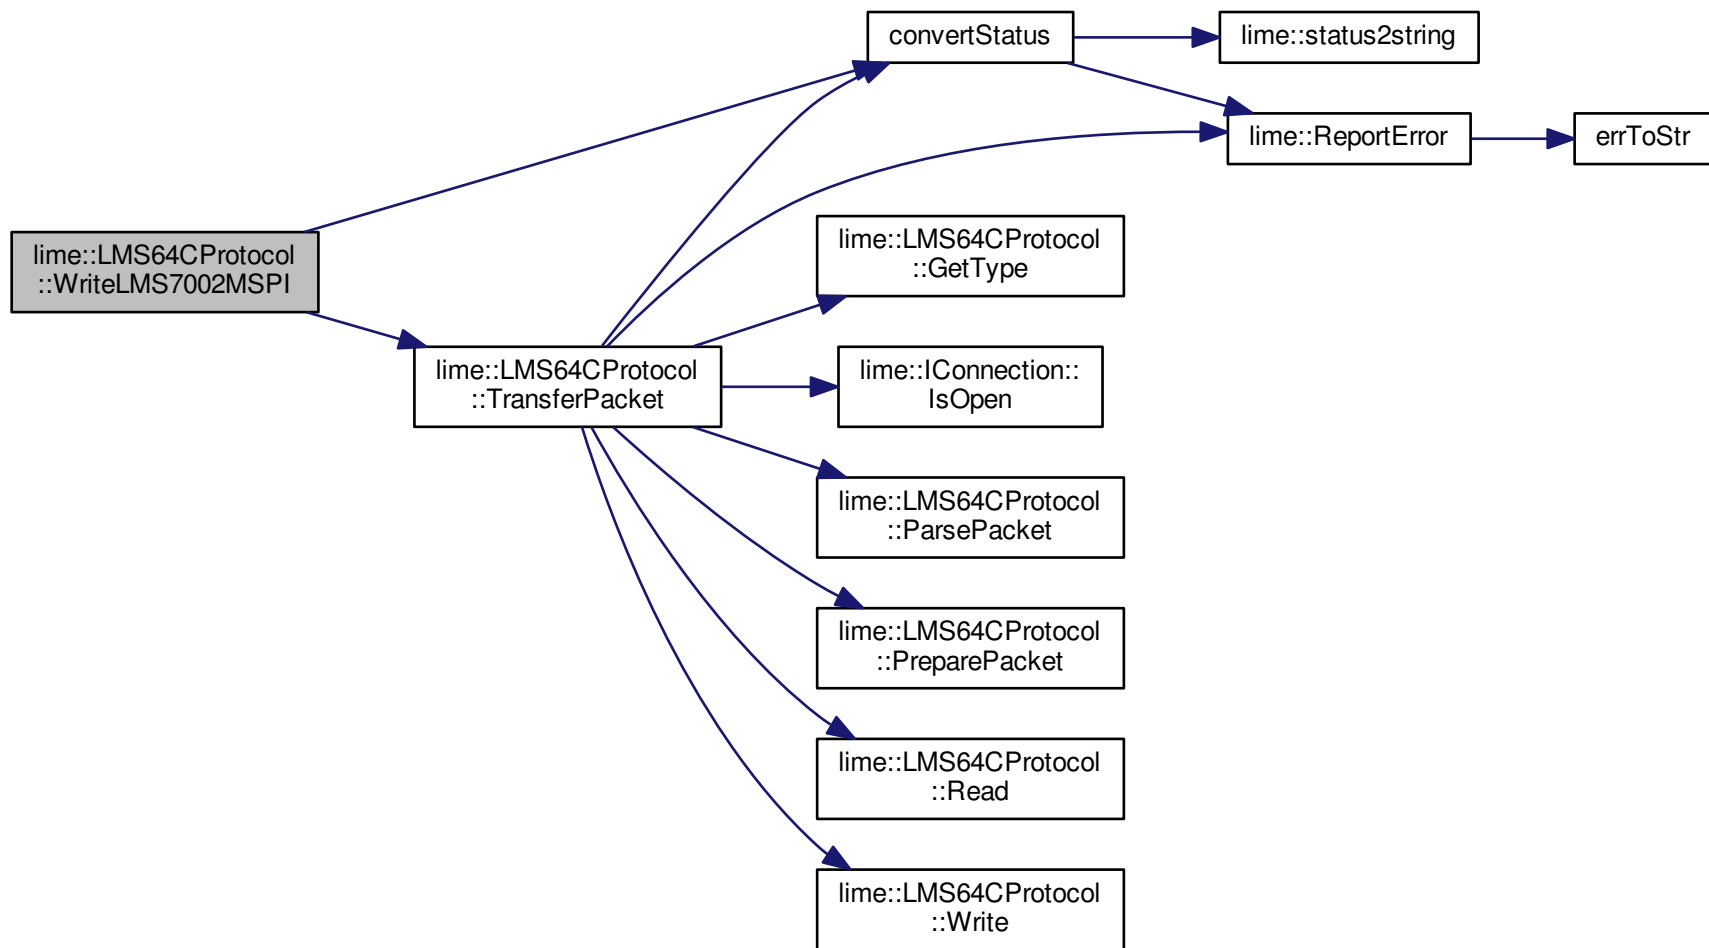 convertStatus
lime::status2string
lime::ReportError
errToStr
lime::LMS64CProtocol
::GetType
lime::LMS64CProtocol
::WriteLMS7002MSPI
lime::LMS64CProtocol
::TransferPacket
lime::IConnection::
IsOpen
lime::LMS64CProtocol
::ParsePacket
lime::LMS64CProtocol
::PreparePacket
lime::LMS64CProtocol
::Read
lime::LMS64CProtocol
::Write